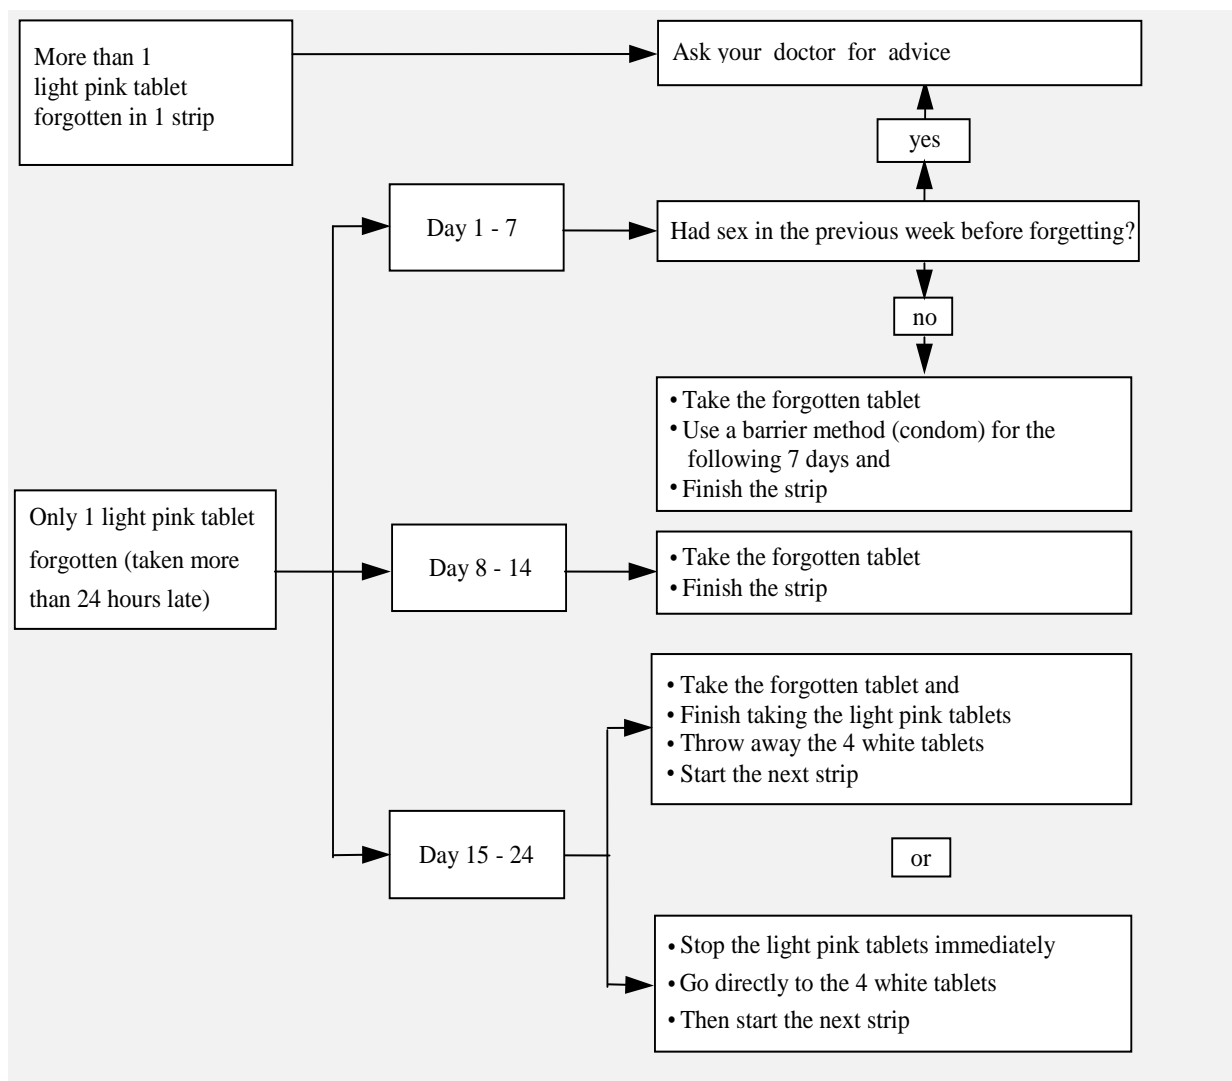 More than 1
light pink tablet
forgotten in 1 strip
Ask your doctor for advice
yes
Day 1 - 7
Had sex in the previous week before forgetting?
no
• Take the forgotten tablet
• Use a barrier method (condom) for the
following 7 days and
• Finish the strip
Only 1 light pink tablet
forgotten (taken more
than 24 hours late)
Day 8 - 14
• Take the forgotten tablet
• Finish the strip
• Take the forgotten tablet and
• Finish taking the light pink tablets
• Throw away the 4 white tablets
• Start the next strip
Day 15 - 24
or
• Stop the light pink tablets immediately
• Go directly to the 4 white tablets
• Then start the next strip